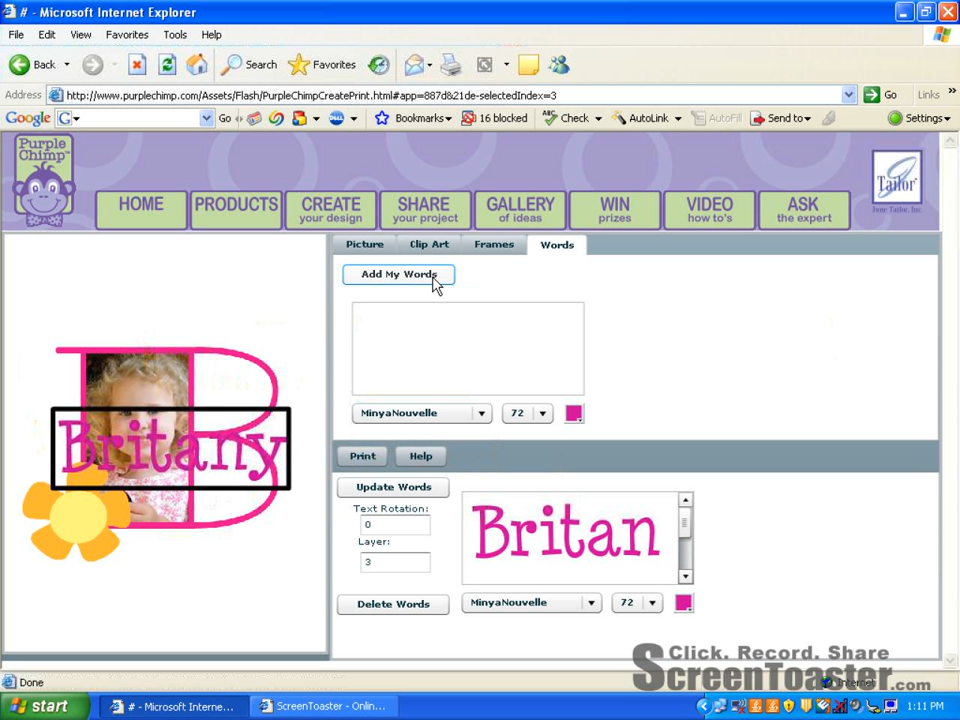 # - Microsoft Internet Explorer
File Edit View Favorites Tools Help
Back Search Favorites
Address http://www.purplechimp.com/Assets/Flash/PurpleChimpCreatePrint.html#app=887d&21de-selectedIndex=3 Go Links »
Google G Go Bookmarks 16 blocked Check AutoLink AutoFill Send to Settings
Purple Chimp™
HOME
PRODUCTS
CREATE your design
SHARE your project
GALLERY of ideas
WIN prizes
VIDEO how to's
ASK the expert
Tailor
June Tailor, Inc.
Picture Clip Art Frames Words
Add My Words
MinyaNouvelle 72
B
Britany
Print Help
Update Words
Text Rotation:
0
Layer:
3
Delete Words
Britan
MinyaNouvelle 72
Click. Record. Share
ScreenToaster.com
Done
start # - Microsoft Interne... ScreenToaster - Onlin... 1:11 PM